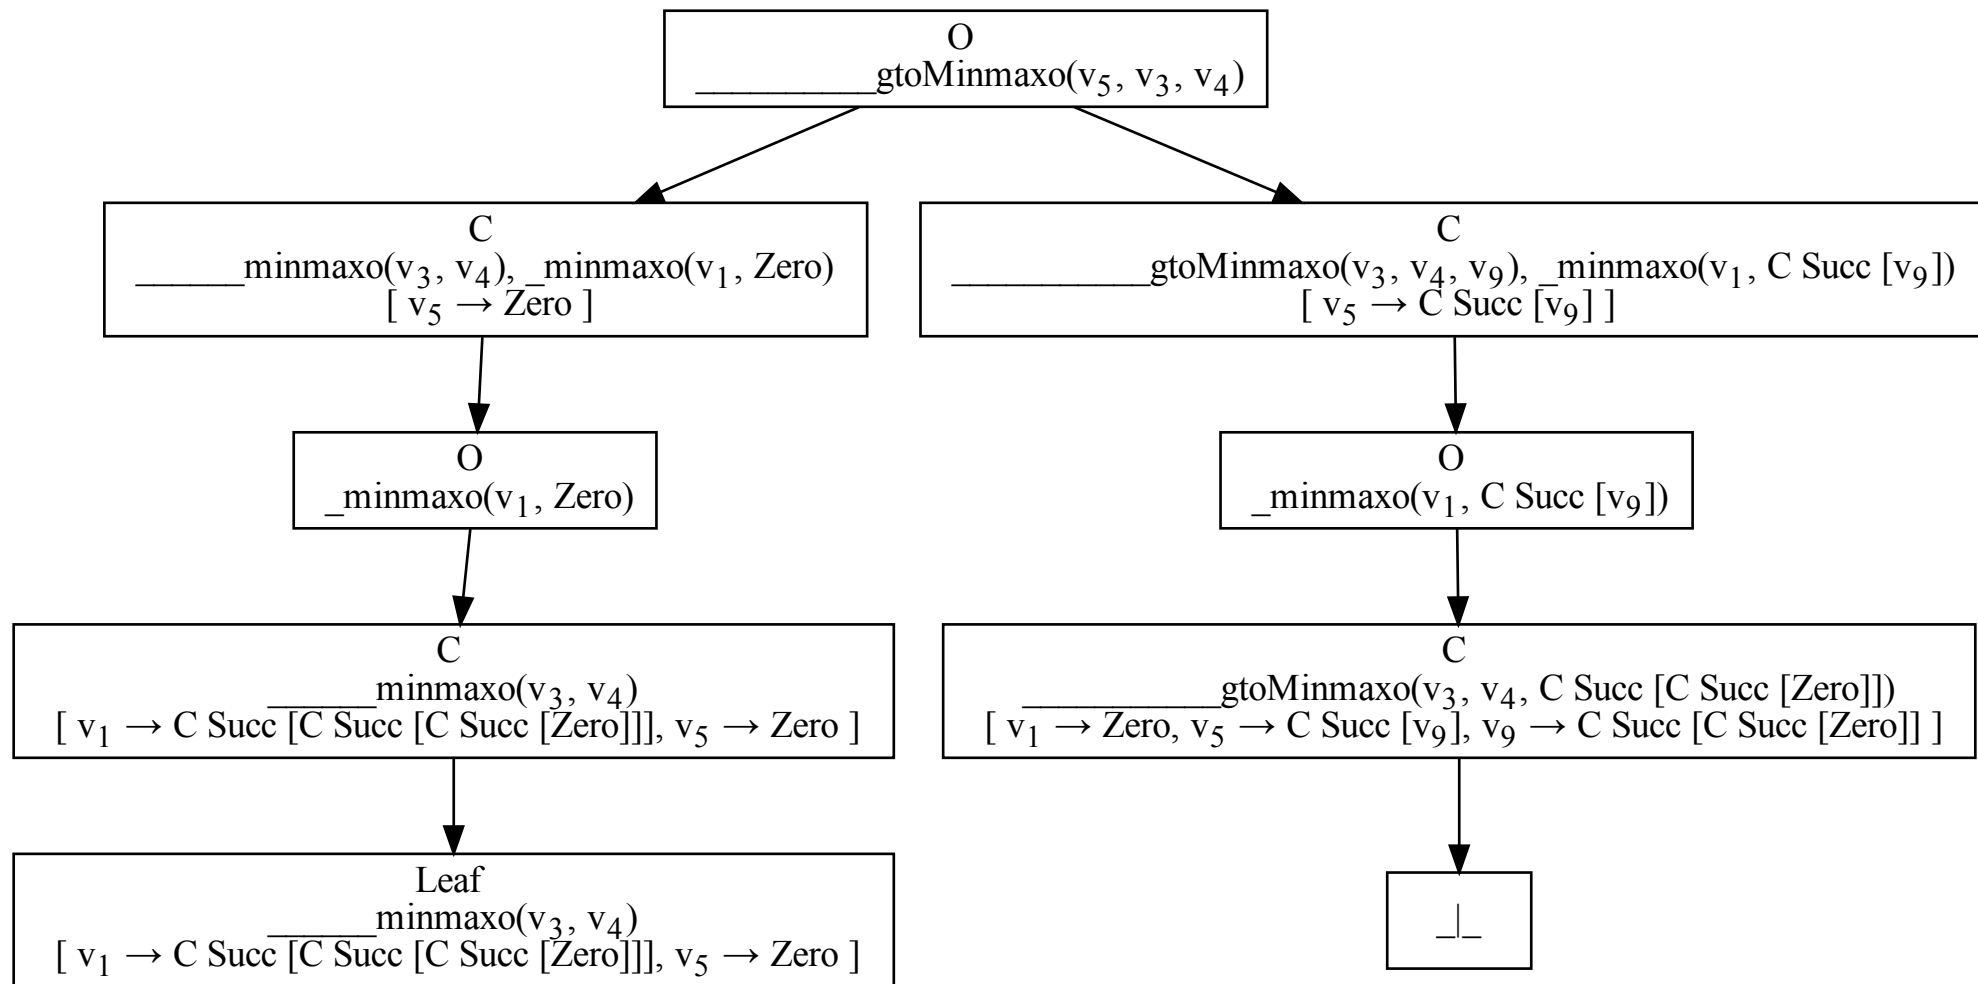 O
__________gtoMinmaxo(v₅, v₃, v₄)
C
______minmaxo(v₃, v₄), _minmaxo(v₁, Zero)
[ v₅ → Zero ]
C
___________gtoMinmaxo(v₃, v₄, v₉), _minmaxo(v₁, C Succ [v₉])
[ v₅ → C Succ [v₉] ]
O
_minmaxo(v₁, Zero)
O
_minmaxo(v₁, C Succ [v₉])
C
______minmaxo(v₃, v₄)
[ v₁ → C Succ [C Succ [C Succ [Zero]]], v₅ → Zero ]
C
___________gtoMinmaxo(v₃, v₄, C Succ [C Succ [Zero]])
[ v₁ → Zero, v₅ → C Succ [v₉], v₉ → C Succ [C Succ [Zero]] ]
Leaf
______minmaxo(v₃, v₄)
[ v₁ → C Succ [C Succ [C Succ [Zero]]], v₅ → Zero ]
_|_